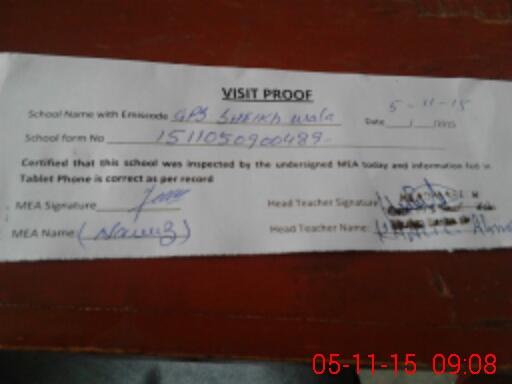 VISIT PROOF
School Name with Emiscode GPS SHEIKH Wala Date 5-11-15
School form No 1511050900489-
Certified that this school was inspected by the undersigned MEA today and information fed in
Tablet Phone is correct as per record
MEA Signature Head Teacher Signature
MEA Name (Nawaz) Head Teacher Name:
05-11-15 09:08